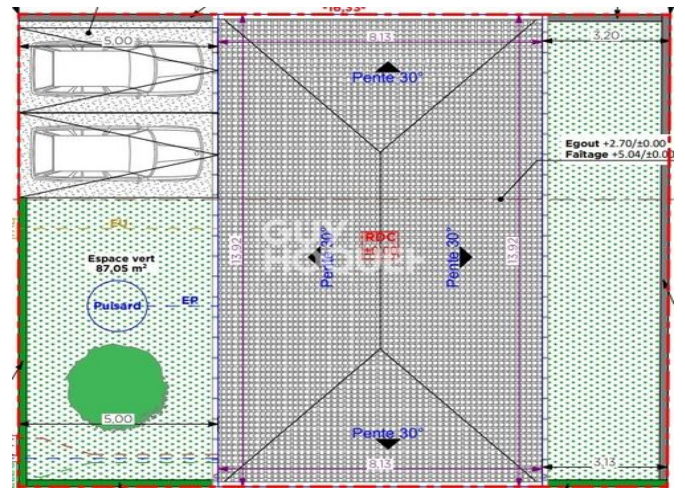 -16,33-
5,00
8.13
3,20
Pente 30°
Egout +2.70/±0.00
Faîtage +5.04/±0.00
EU
RDC
GUY
HOQUET
13.92
Pente 30°
Pente 30°
13.92
Espace vert
87,05 m²
Puisard
EP
Pente 30°
5,00
8.13
3,13